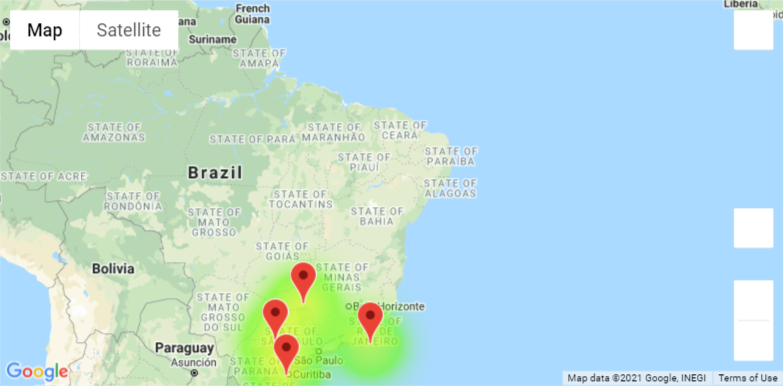 Map
Satellite
French
Guiana
Suriname
Liberia
STATE OF
RORAIMA
STATE OF
AMAPÁ
STATE OF
AMAZONAS
STATE OF PARÁ
STATE OF
MARANHÃO
STATE OF
CEARÁ
STATE OF
PIAUÍ
STATE OF
PARAÍBA
STATE OF ACRE
Brazil
STATE OF
RONDÔNIA
STATE OF
ALAGOAS
STATE OF
TOCANTINS
STATE OF
MATO
GROSSO
STATE OF
BAHIA
STATE OF
GOIÁS
Bolivia
STATE OF
MINAS
GERAIS
STATE OF
MATO
GROSSO
DO SUL
Horizonte
STATE OF
SÃO PAULO
STATE OF
RIO DE
JANEIRO
Paraguay
Asunción
STATE OF
PARANÁ
São Paulo
Curitiba
Google
Map data ©2021 Google, INEGI
Terms of Use